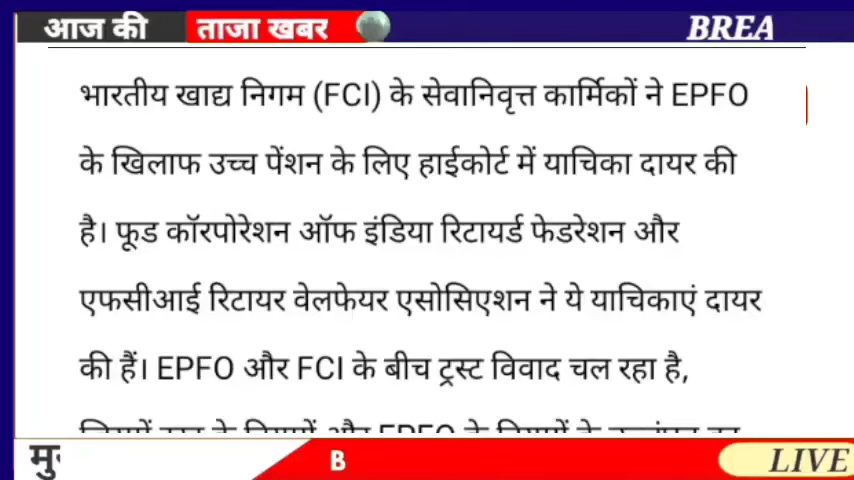 आज की ताजा खबर BREA
भारतीय खाद्य निगम (FCI) के सेवानिवृत्त कार्मिकों ने EPFO
के खिलाफ उच्च पेंशन के लिए हाईकोर्ट में याचिका दायर की
है। फूड कॉरपोरेशन ऑफ इंडिया रिटायर्ड फेडरेशन और
एफसीआई रिटायर वेलफेयर एसोसिएशन ने ये याचिकाएं दायर
की हैं। EPFO और FCI के बीच ट्रस्ट विवाद चल रहा है,
B LIVE